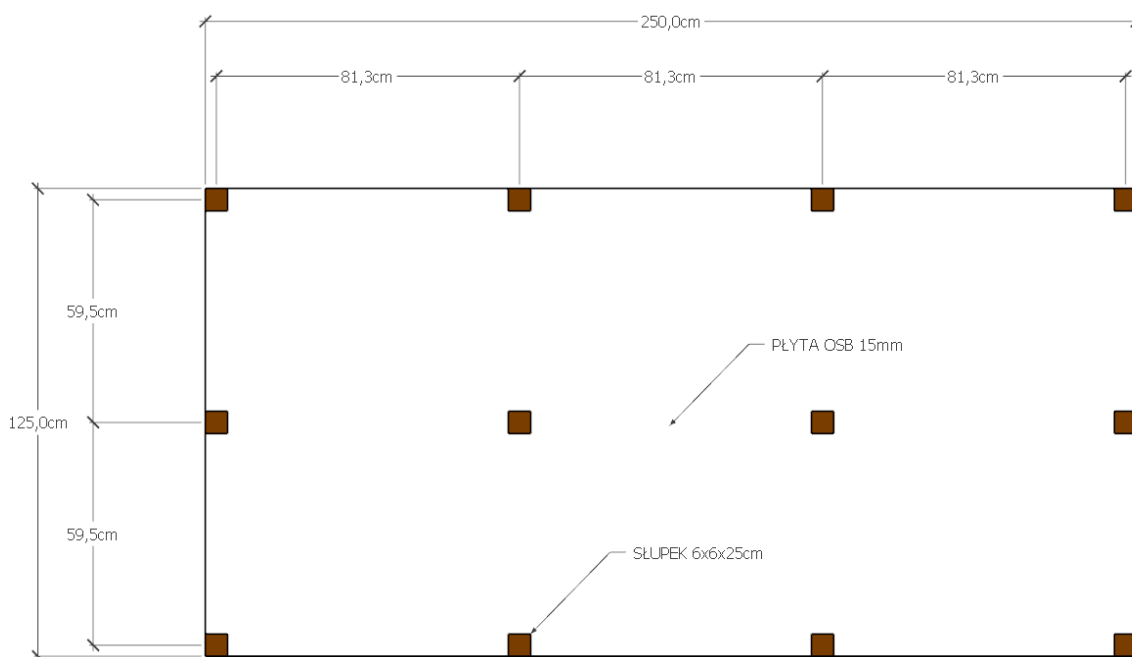 250,0cm
81,3cm 81,3cm 81,3cm
59,5cm
PŁYTA OSB 15mm
125,0cm
59,5cm
SŁUPEK 6x6x25cm